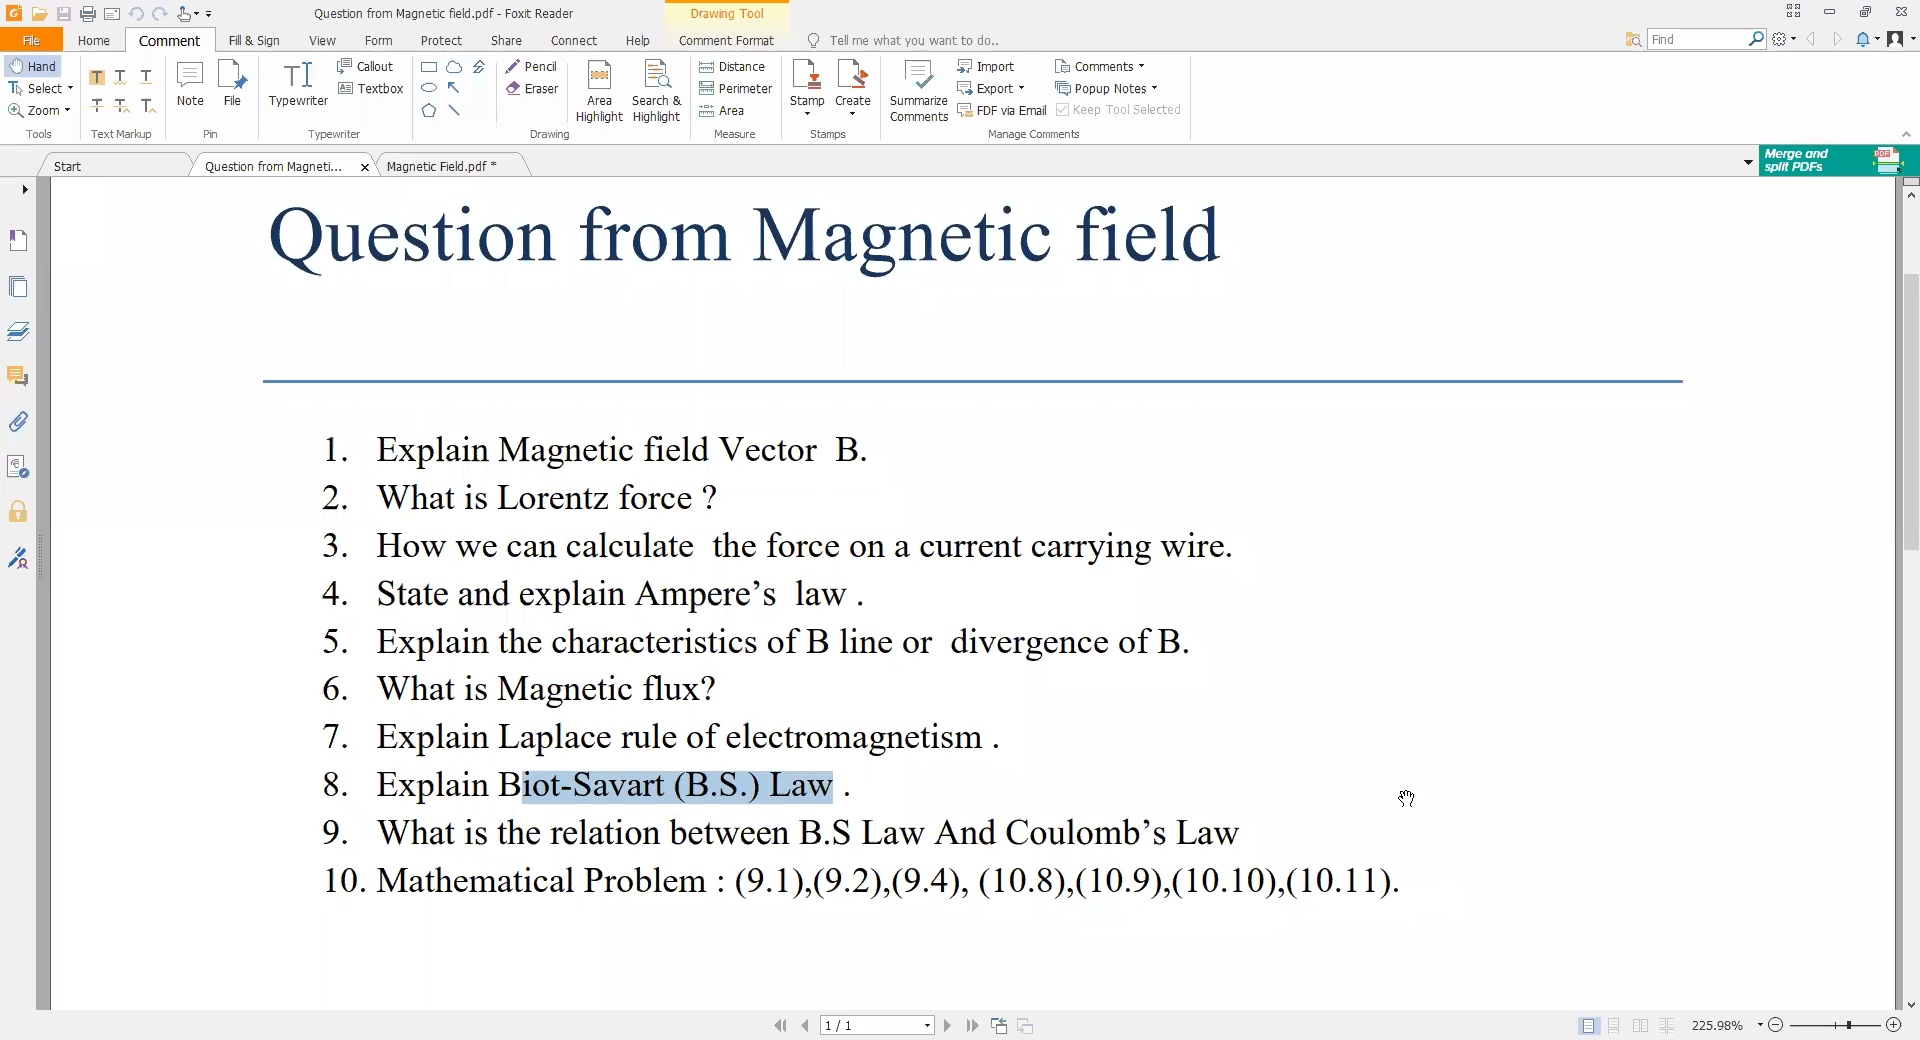 Question from Magnetic field.pdf - Foxit Reader
Drawing Tool
File Home Comment Fill & Sign View Form Protect Share Connect Help Comment Format Tell me what you want to do.. Find
Hand
Select
Zoom
Tools
Text Markup
Note
File
Pin
Typewriter
Callout
Textbox
Typewriter
Pencil
Eraser
Area Highlight
Search & Highlight
Drawing
Distance
Perimeter
Area
Measure
Stamp
Create
Stamps
Summarize Comments
Import
Export
FDF via Email
Comments
Popup Notes
Keep Tool Selected
Manage Comments
Start
Question from Magneti...
Magnetic Field.pdf *
Merge and
split PDFs
Question from Magnetic field
1. Explain Magnetic field Vector B.
2. What is Lorentz force ?
3. How we can calculate the force on a current carrying wire.
4. State and explain Ampere’s law .
5. Explain the characteristics of B line or divergence of B.
6. What is Magnetic flux?
7. Explain Laplace rule of electromagnetism .
8. Explain Biot-Savart (B.S.) Law .
9. What is the relation between B.S Law And Coulomb’s Law
10. Mathematical Problem : (9.1),(9.2),(9.4), (10.8),(10.9),(10.10),(10.11).
1 / 1
225.98%